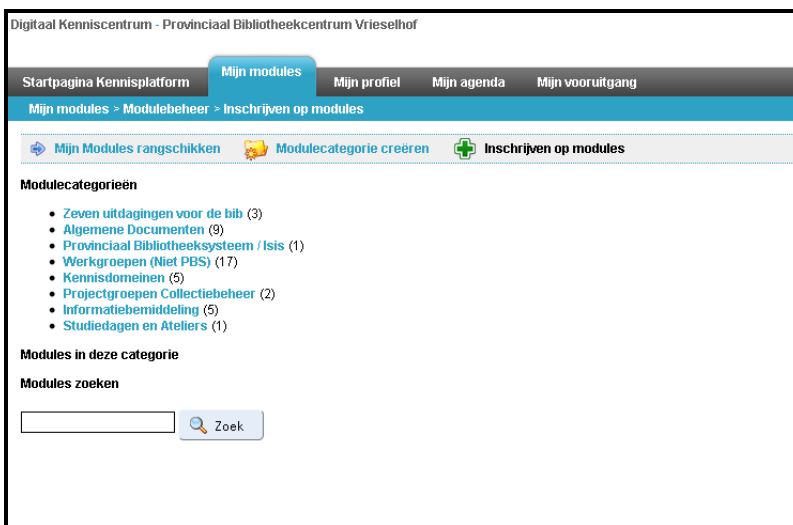 Digitaal Kenniscentrum - Provinciaal Bibliotheekcentrum Vrieselhof
Startpagina Kennisplatform Mijn modules Mijn profiel Mijn agenda Mijn vooruitgang
Mijn modules > Modulebeheer > Inschrijven op modules
Mijn Modules rangschikken Modulecategorie creëren Inschrijven op modules
Modulecategorieën
• Zeven uitdagingen voor de bib (3)
• Algemene Documenten (9)
• Provinciaal Bibliotheeksysteem / Isis (1)
• Werkgroepen (Niet PBS) (17)
• Kennisdomeinen (5)
• Projectgroepen Collectiebeheer (2)
• Informatiebemiddeling (5)
• Studiedagen en Ateliers (1)
Modules in deze categorie
Modules zoeken
Zoek